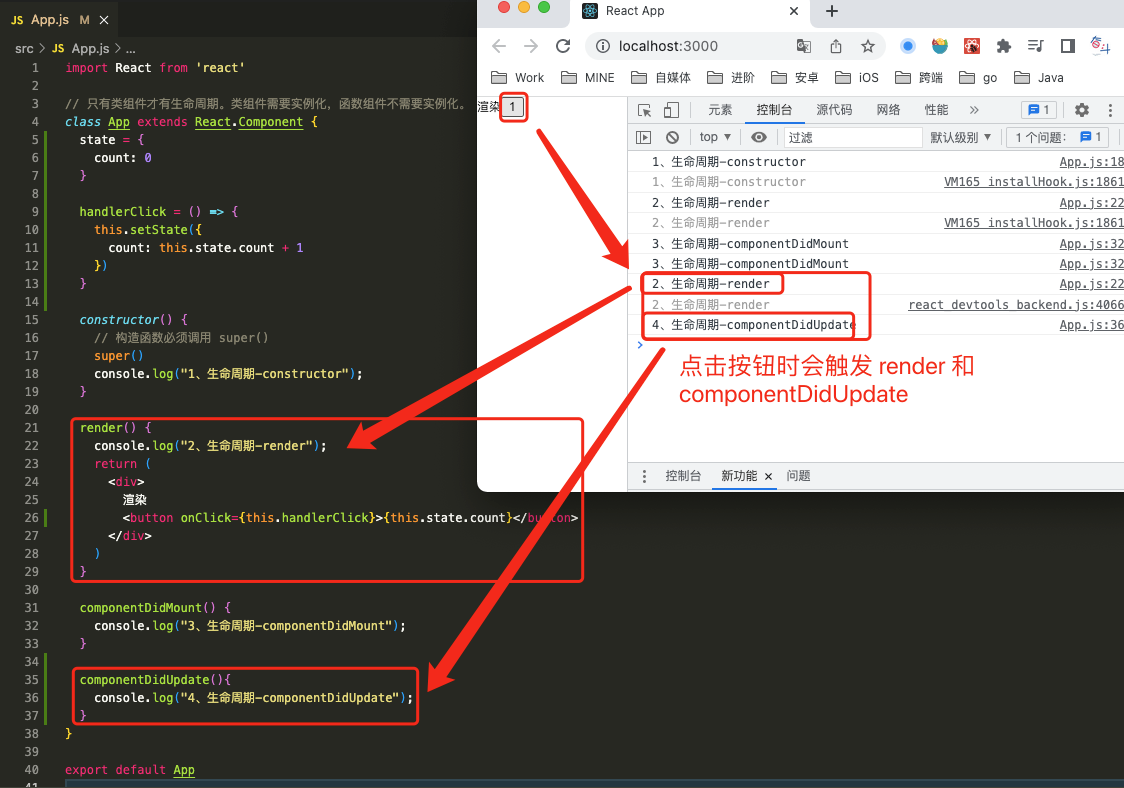 JS App.js M ×
src > JS App.js > ...
1 import React from 'react'
2
3 // 只有类组件才有生命周期。类组件需要实例化，函数组件不需要实例化。
4 class App extends React.Component {
5 state = {
6 count: 0
7 }
8
9 handlerClick = () => {
10 this.setState({
11 count: this.state.count + 1
12 })
13 }
14
15 constructor() {
16 // 构造函数必须调用 super()
17 super()
18 console.log("1、生命周期-constructor");
19 }
20
21 render() {
22 console.log("2、生命周期-render");
23 return (
24 <div>
25 渲染
26 <button onClick={this.handlerClick}>{this.state.count}</button>
27 </div>
28 )
29 }
30
31 componentDidMount() {
32 console.log("3、生命周期-componentDidMount");
33 }
34
35 componentDidUpdate(){
36 console.log("4、生命周期-componentDidUpdate");
37 }
38 }
39
40 export default App
41
React App ×
localhost:3000
Work MINE 自媒体 进阶 安卓 iOS 跨端 go Java
渲染 1
元素 控制台 源代码 网络 性能 » 1
top ▼ 过滤 默认级别 ▼ 1 个问题: 1
1、生命周期-constructor App.js:18
1、生命周期-constructor VM165 installHook.js:1861
2、生命周期-render App.js:22
2、生命周期-render VM165 installHook.js:1861
3、生命周期-componentDidMount App.js:32
3、生命周期-componentDidMount App.js:32
2、生命周期-render App.js:22
2、生命周期-render react_devtools_backend.js:4066
4、生命周期-componentDidUpdate App.js:36
点击按钮时会触发 render 和
componentDidUpdate
控制台 新功能 × 问题